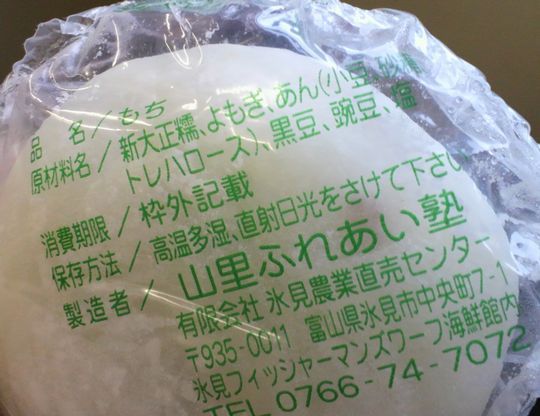 品　名／もち
原材料名／新大正糯、よもぎ、あん(小豆、砂糖
トレハロース)、黒豆、豌豆、塩
消費期限／枠外記載
保存方法／高温多湿、直射日光をさけて下さい
製造者／山里ふれあい塾
有限会社 氷見農業直売センター
〒935-0011　富山県氷見市中央町7-1
氷見フィッシャーマンズワーフ海鮮館内
TEL 0766-74-7072